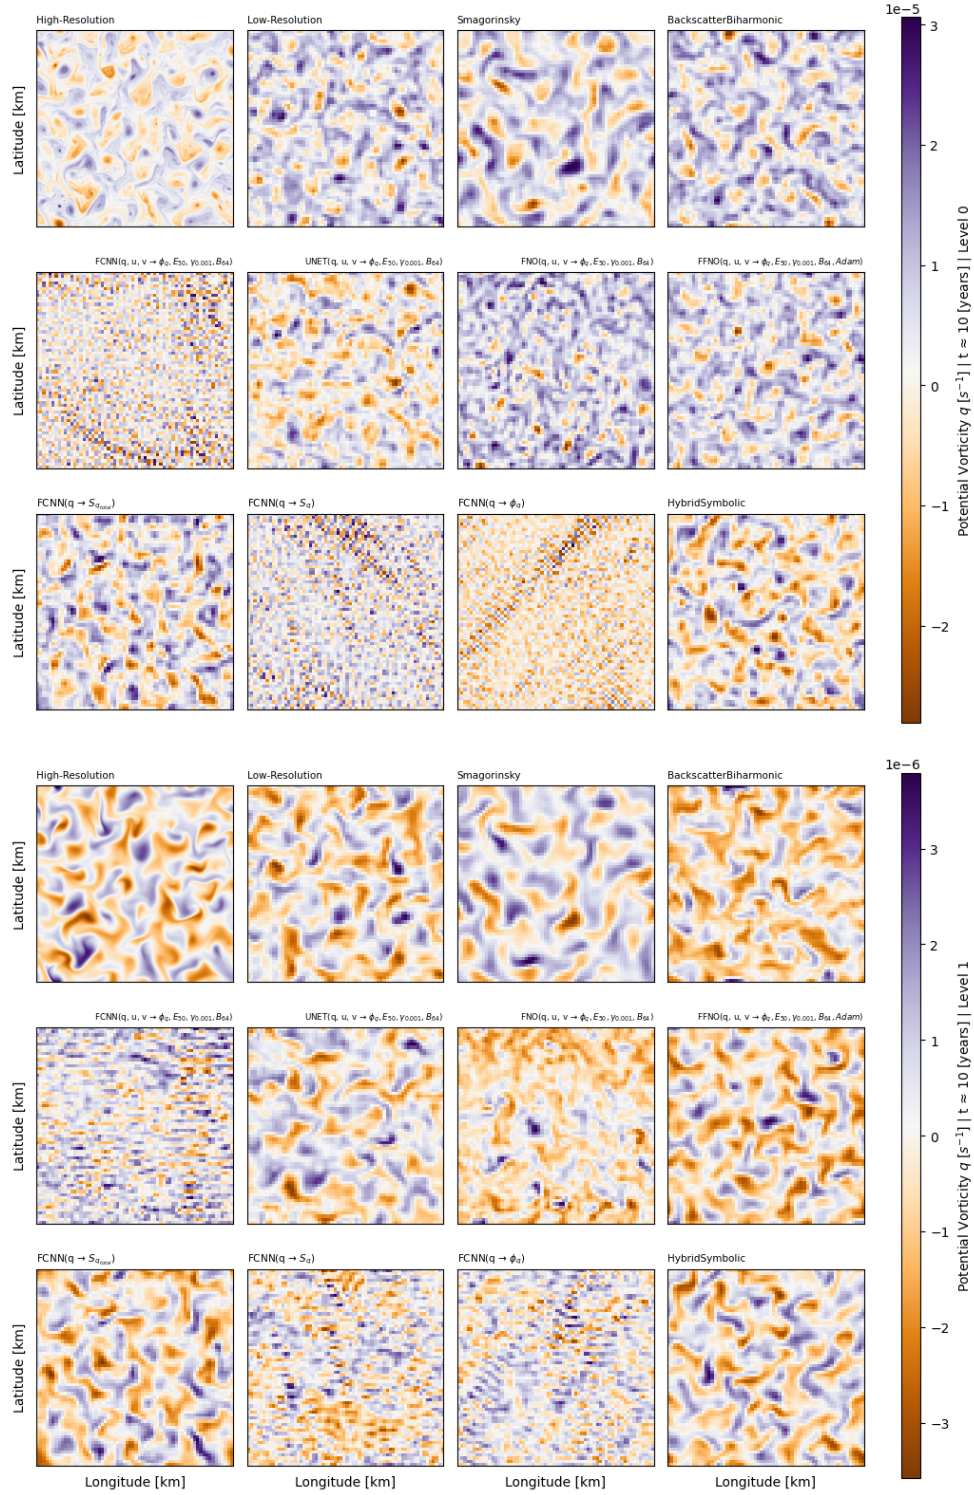 High-Resolution Low-Resolution Smagorinsky BackscatterBiharmonic 1e−5
Latitude [km]
FCNN(q, u, v → ϕq, E50, γ0.001, B64) UNET(q, u, v → ϕq, E50, γ0.001, B64) FNO(q, u, v → ϕq, E50, γ0.001, B64) FFNO(q, u, v → ϕq, E50, γ0.001, B64, Adam)
Latitude [km]
FCNN(q → Sqtotal) FCNN(q → Sq) FCNN(q → ϕq) HybridSymbolic
3
2
1
0
−1
−2
Potential Vorticity q [s−1] | t ≈ 10 [years] | Level 0
High-Resolution Low-Resolution Smagorinsky BackscatterBiharmonic 1e−6
Latitude [km]
FCNN(q, u, v → ϕq, E50, γ0.001, B64) UNET(q, u, v → ϕq, E50, γ0.001, B64) FNO(q, u, v → ϕq, E50, γ0.001, B64) FFNO(q, u, v → ϕq, E50, γ0.001, B64, Adam)
Latitude [km]
FCNN(q → Sqtotal) FCNN(q → Sq) FCNN(q → ϕq) HybridSymbolic
Latitude [km]
3
2
1
0
−1
−2
−3
Potential Vorticity q [s−1] | t ≈ 10 [years] | Level 1
Longitude [km] Longitude [km] Longitude [km] Longitude [km]